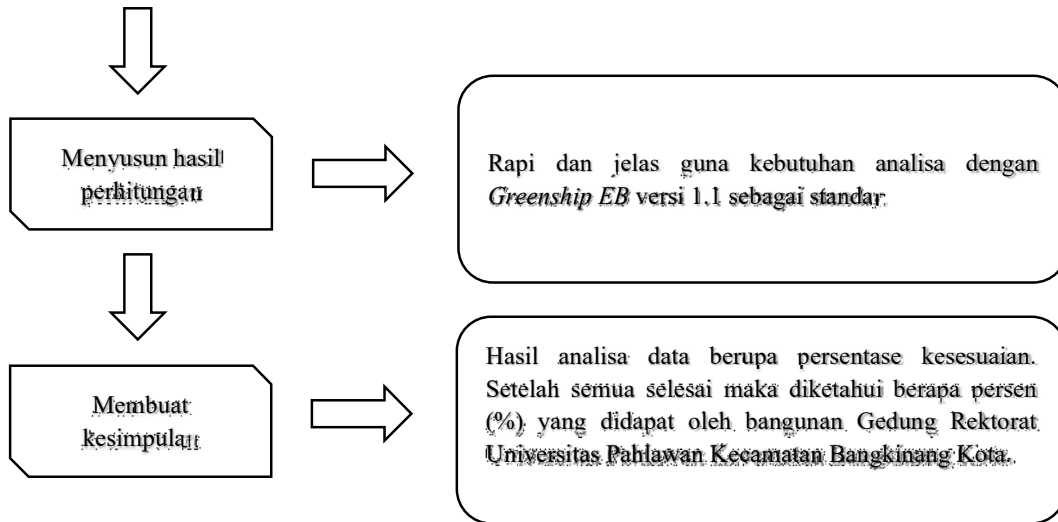 Menyusun hasil
perhitungan
Rapi dan jelas guna kebutuhan analisa dengan
Greenship EB versi 1.1 sebagai standar
Membuat
kesimpulan
Hasil analisa data berupa persentase kesesuaian.
Setelah semua selesai maka diketahui berapa persen
(%) yang didapat oleh bangunan Gedung Rektorat
Universitas Pahlawan Kecamatan Bangkinang Kota.